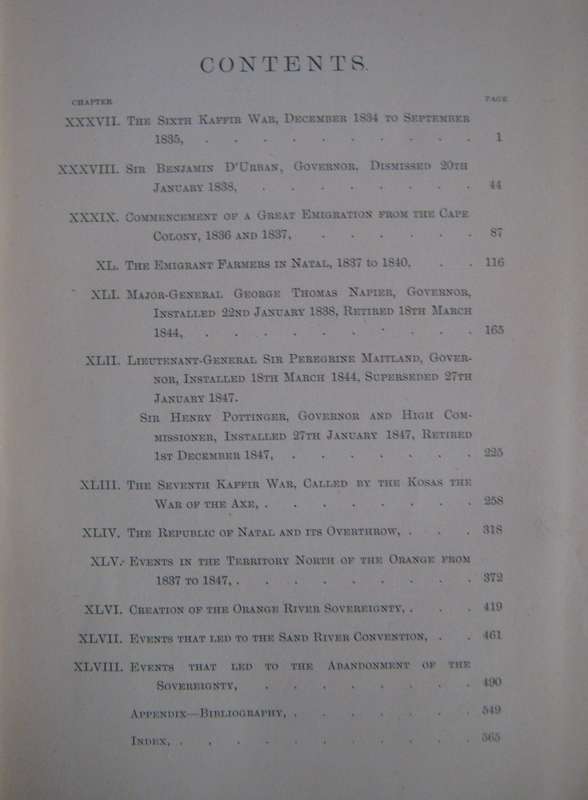 CONTENTS.
CHAPTER PAGE
XXXVII. THE SIXTH KAFFIR WAR, DECEMBER 1834 TO SEPTEMBER
1835, . . . . . . . . . . 1
XXXVIII. SIR BENJAMIN D'URBAN, GOVERNOR, DISMISSED 20TH
JANUARY 1838, . . . . . . . . 44
XXXIX. COMMENCEMENT OF A GREAT EMIGRATION FROM THE CAPE
COLONY, 1836 AND 1837, . . . . . . 87
XL. THE EMIGRANT FARMERS IN NATAL, 1837 TO 1840, . . 116
XLI. MAJOR-GENERAL GEORGE THOMAS NAPIER, GOVERNOR,
INSTALLED 22ND JANUARY 1838, RETIRED 18TH MARCH
1844, . . . . . . . . . . 165
XLII. LIEUTENANT-GENERAL SIR PEREGRINE MAITLAND, GOVER-
NOR, INSTALLED 18TH MARCH 1844, SUPERSEDED 27TH
JANUARY 1847.
SIR HENRY POTTINGER, GOVERNOR AND HIGH COM-
MISSIONER, INSTALLED 27TH JANUARY 1847, RETIRED
1ST DECEMBER 1847, . . . . . . . 225
XLIII. THE SEVENTH KAFFIR WAR, CALLED BY THE KOSAS THE
WAR OF THE AXE, . . . . . . . . 258
XLIV. THE REPUBLIC OF NATAL AND ITS OVERTHROW, . . . 318
XLV. EVENTS IN THE TERRITORY NORTH OF THE ORANGE FROM
1837 TO 1847, . . . . . . . . . 372
XLVI. CREATION OF THE ORANGE RIVER SOVEREIGNTY, . . . 419
XLVII. EVENTS THAT LED TO THE SAND RIVER CONVENTION, . . 461
XLVIII. EVENTS THAT LED TO THE ABANDONMENT OF THE
SOVEREIGNTY, . . . . . . . . 490
APPENDIX—BIBLIOGRAPHY, . . . . . . . 549
INDEX, . . . . . . . . . . . 565